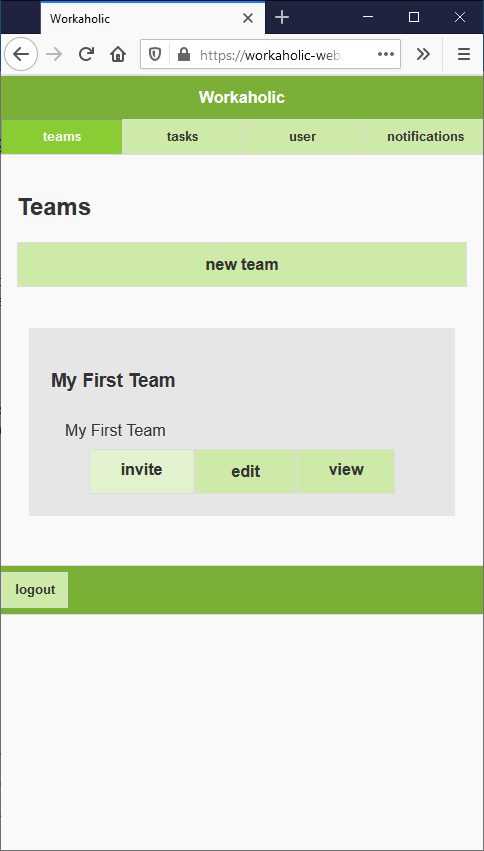 Workaholic
https://workaholic-web
Workaholic
teams tasks user notifications
Teams
new team
My First Team
My First Team
invite edit view
logout